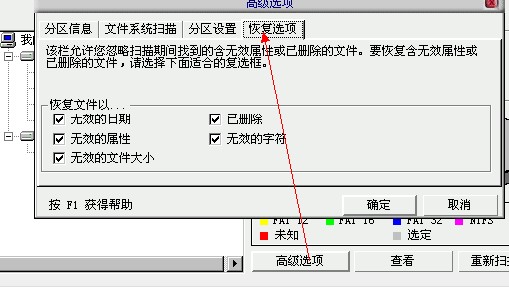 高级选项
分区信息 文件系统扫描 分区设置 恢复选项
该栏允许您忽略扫描期间找到的含无效属性或已删除的文件。要恢复含无效属性或
已删除的文件，请选择下面适合的复选框。
恢复文件以...
无效的日期 已删除
无效的属性 无效的字符
无效的文件大小
按 F1 获得帮助 确定 取消
FAT 12 FAT 16 FAT 32 NTFS
未知 选定
高级选项 查看 重新扫